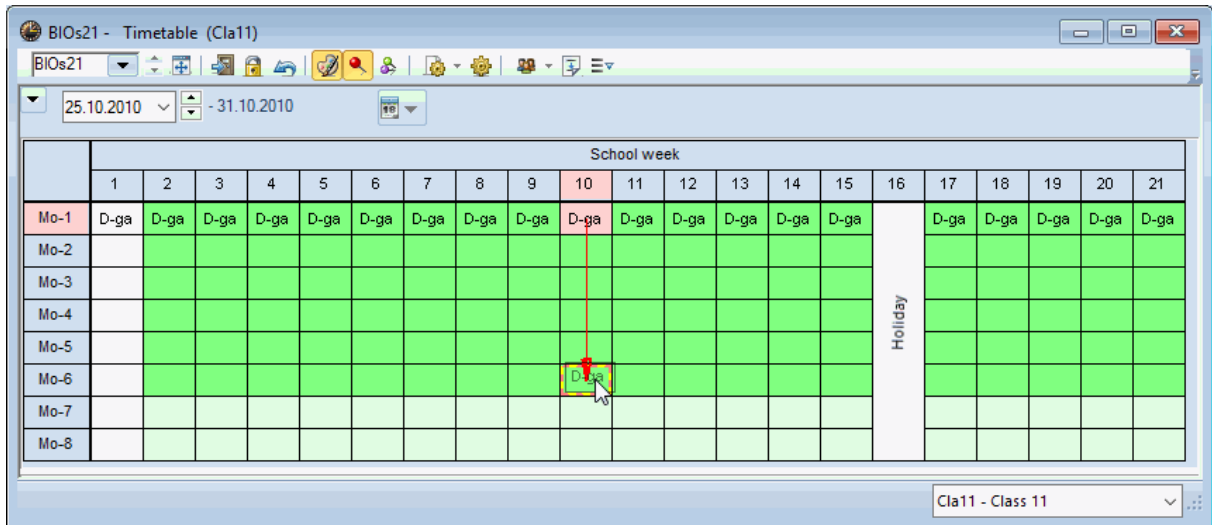 BIOs21 - Timetable (Cla11)
BIOs21
25.10.2010 - 31.10.2010
School week
1 2 3 4 5 6 7 8 9 10 11 12 13 14 15 16 17 18 19 20 21
Mo-1 D-ga D-ga D-ga D-ga D-ga D-ga D-ga D-ga D-ga D-ga D-ga D-ga D-ga D-ga D-ga D-ga D-ga D-ga D-ga D-ga
Mo-2
Mo-3
Mo-4
Holiday
Mo-5
Mo-6 D-ga
Mo-7
Mo-8
Cla11 - Class 11